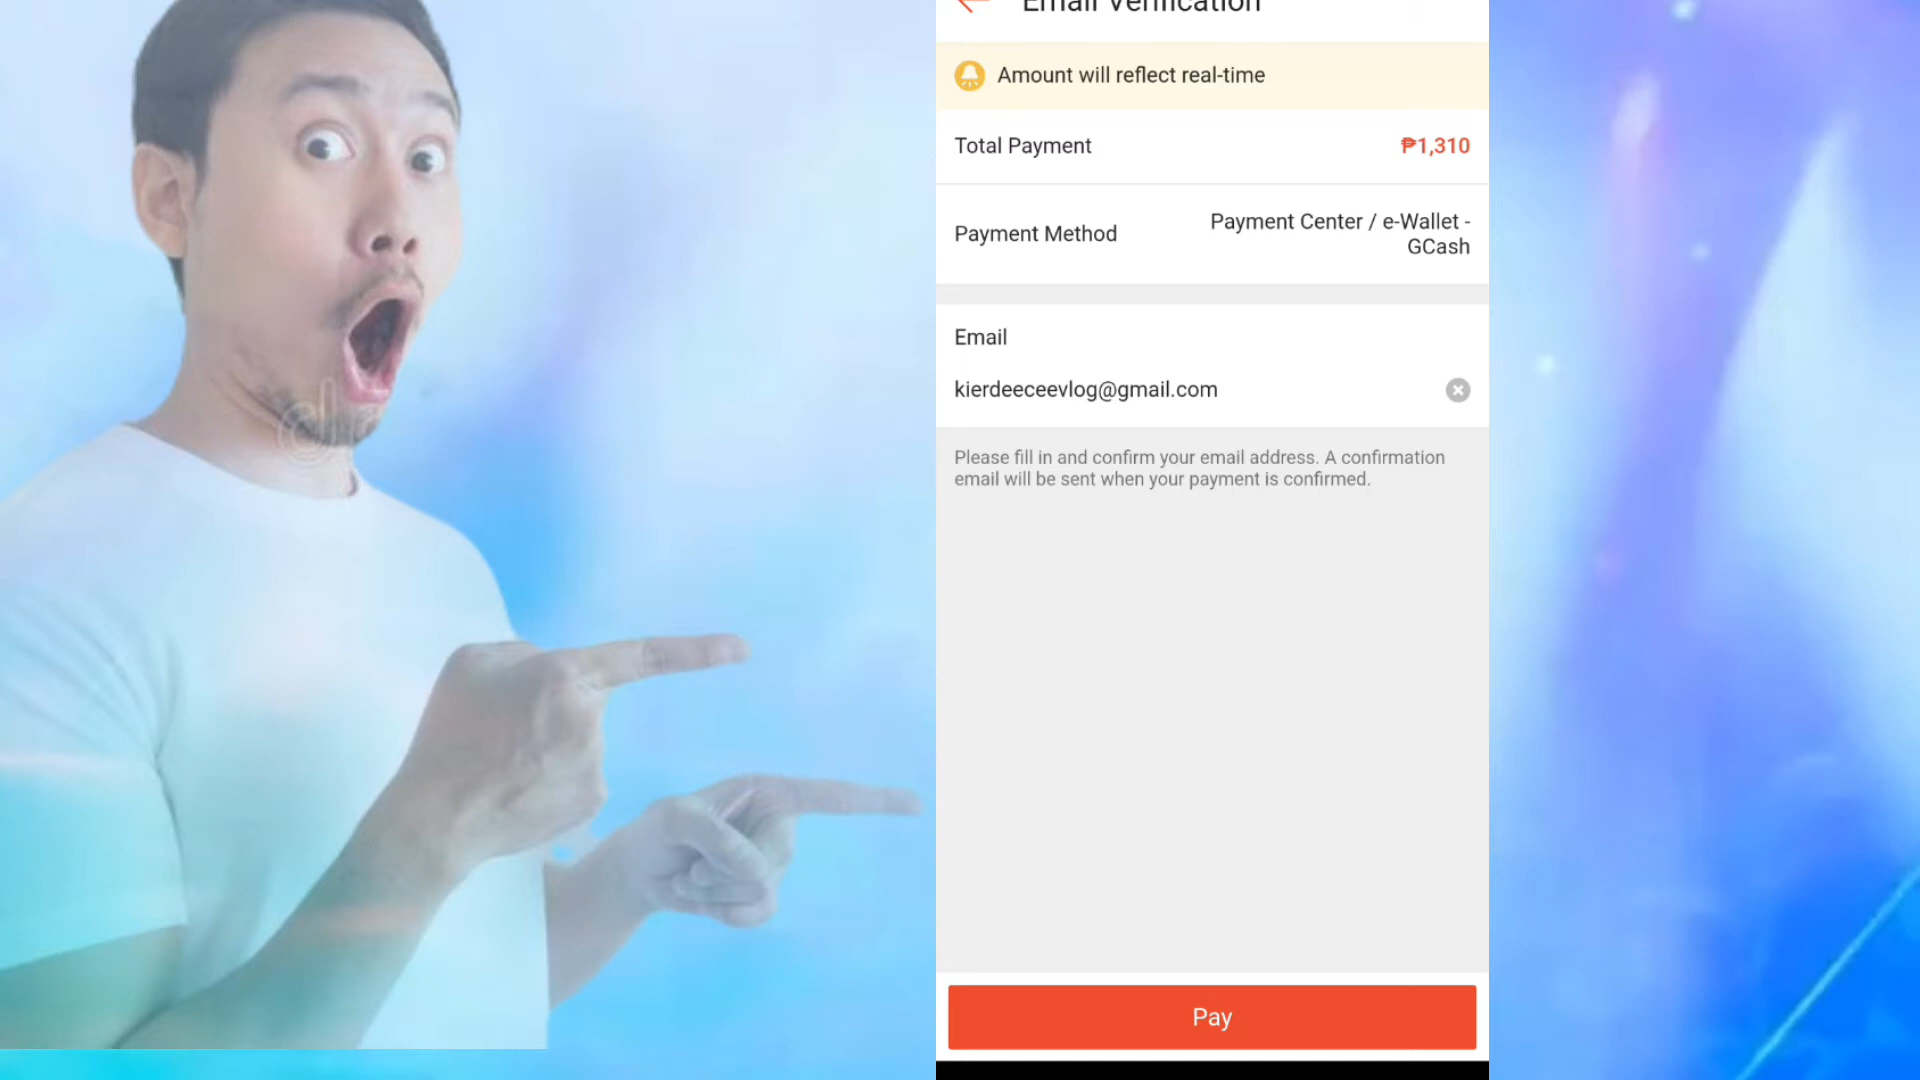 Email Verification
Amount will reflect real-time
Total Payment
₱1,310
Payment Method
Payment Center / e-Wallet -
GCash
Email
kierdeeceevlog@gmail.com
Please fill in and confirm your email address. A confirmation
email will be sent when your payment is confirmed.
Pay